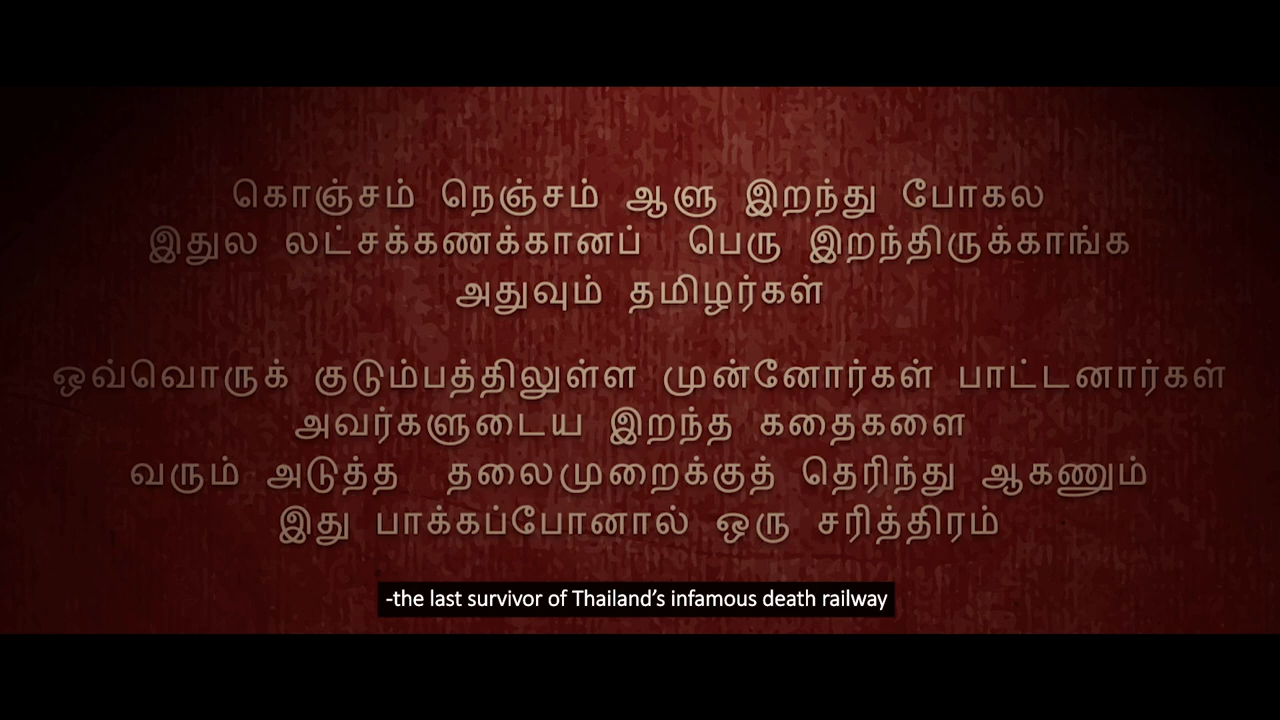 கொஞ்சம் நெஞ்சம் ஆளு இறந்து போகல
இதுல லட்சக்கணக்கானப் பெரு இறந்திருக்காங்க
அதுவும் தமிழர்கள்
ஒவ்வொருக் குடும்பத்திலுள்ள முன்னோர்கள் பாட்டனார்கள்
அவர்களுடைய இறந்த கதைகளை
வரும் அடுத்த தலைமுறைக்குத் தெரிந்து ஆகணும்
இது பாக்கப்போனால் ஒரு சரித்திரம்
-the last survivor of Thailand’s infamous death railway